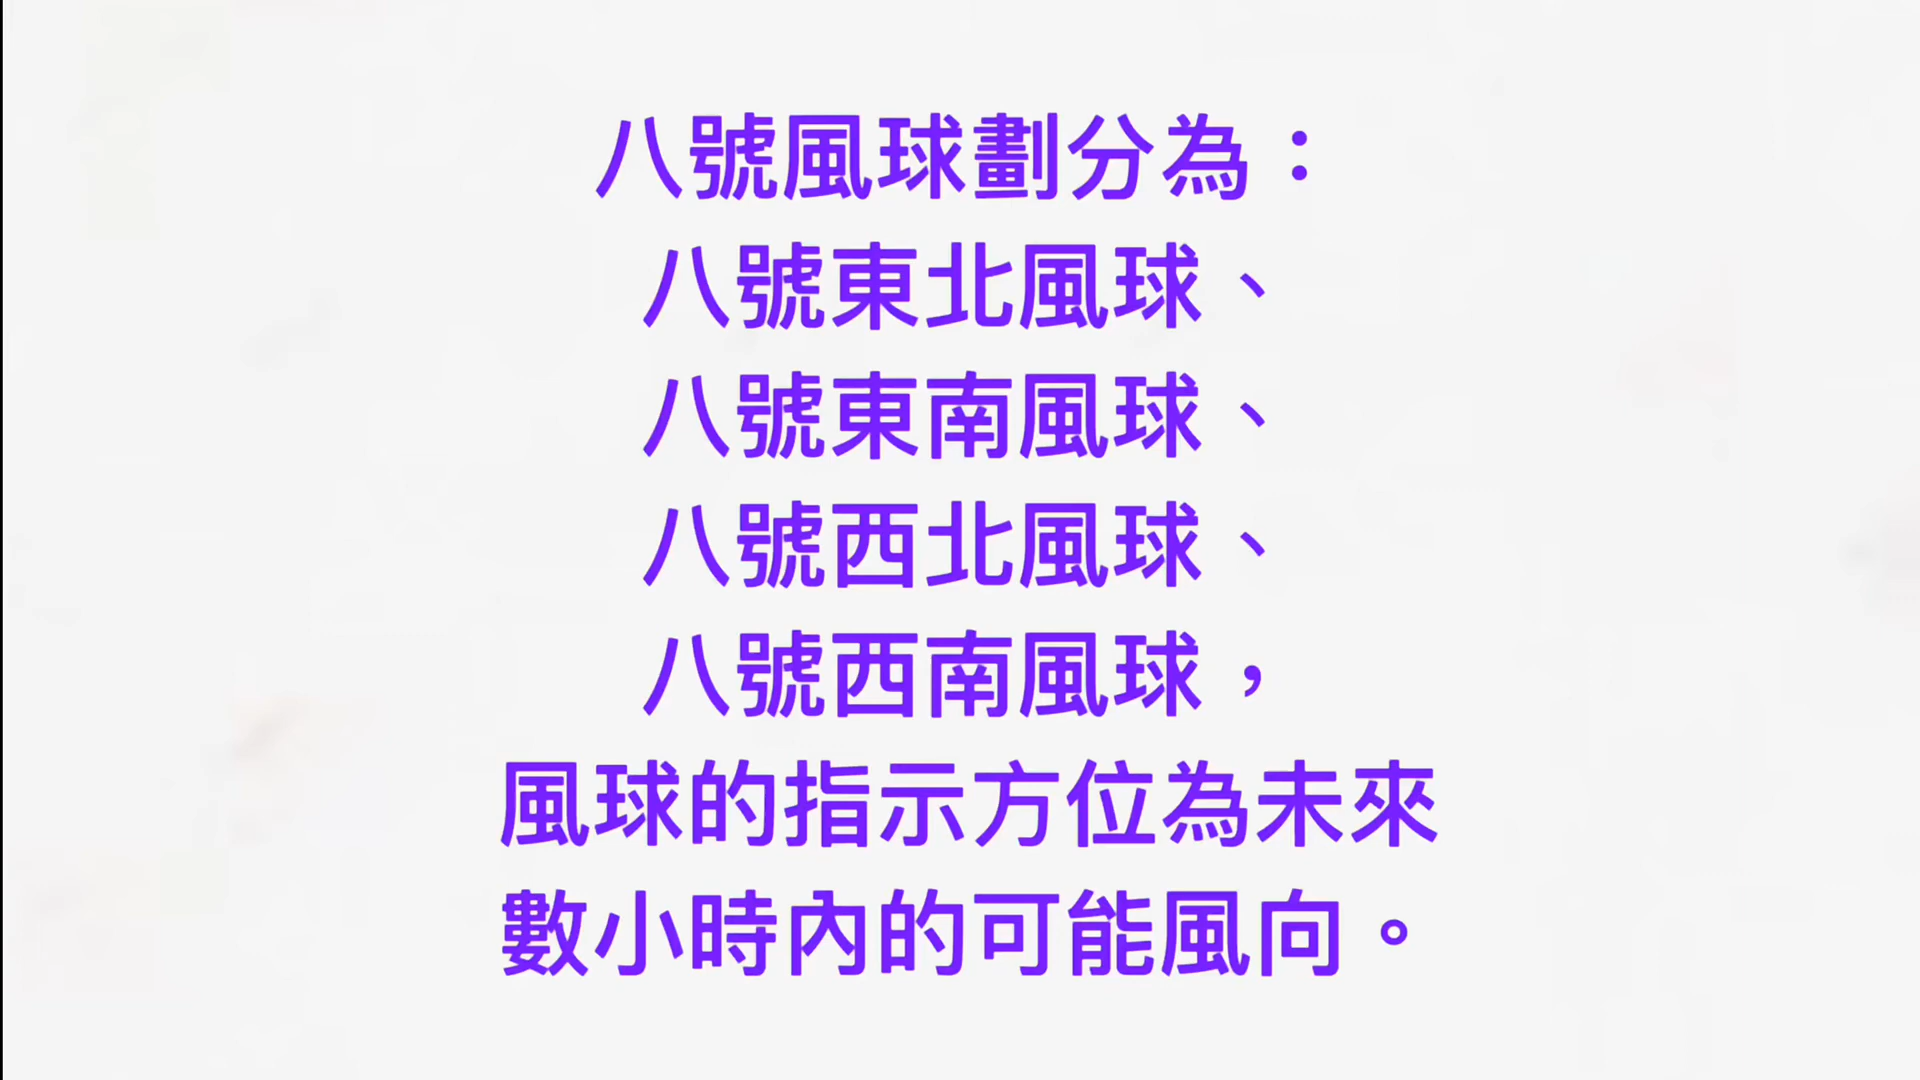 八號風球劃分為：
八號東北風球、
八號東南風球、
八號西北風球、
八號西南風球，
風球的指示方位為未來
數小時內的可能風向。